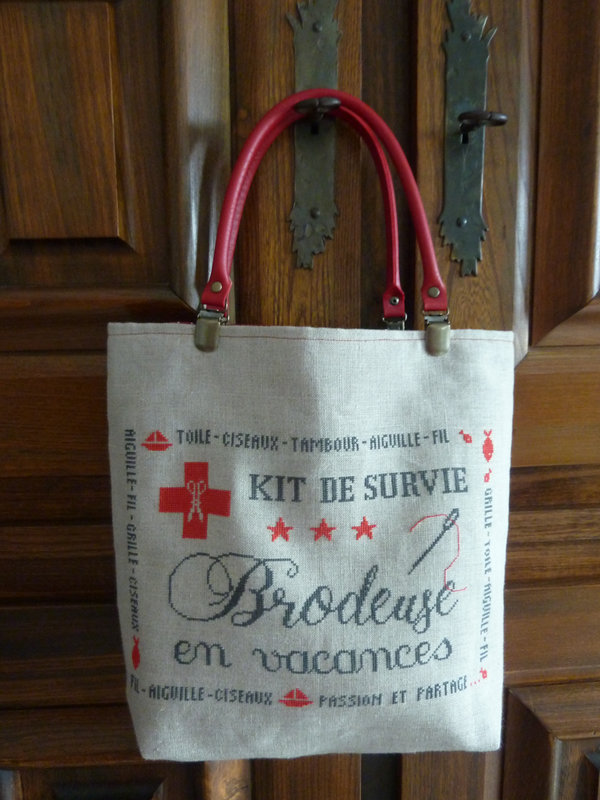 TOILE-CISEAUX-TAMBOUR-AIGUILLE-FIL
KIT DE SURVIE
Brodeuse
en vacances
FIL-AIGUILLE-CISEAUX
PASSION ET PARTAGE...
AIGUILLE-FIL-GRILLE-CISEAUX
GRILLE-TOILE-AIGUILLE-FIL